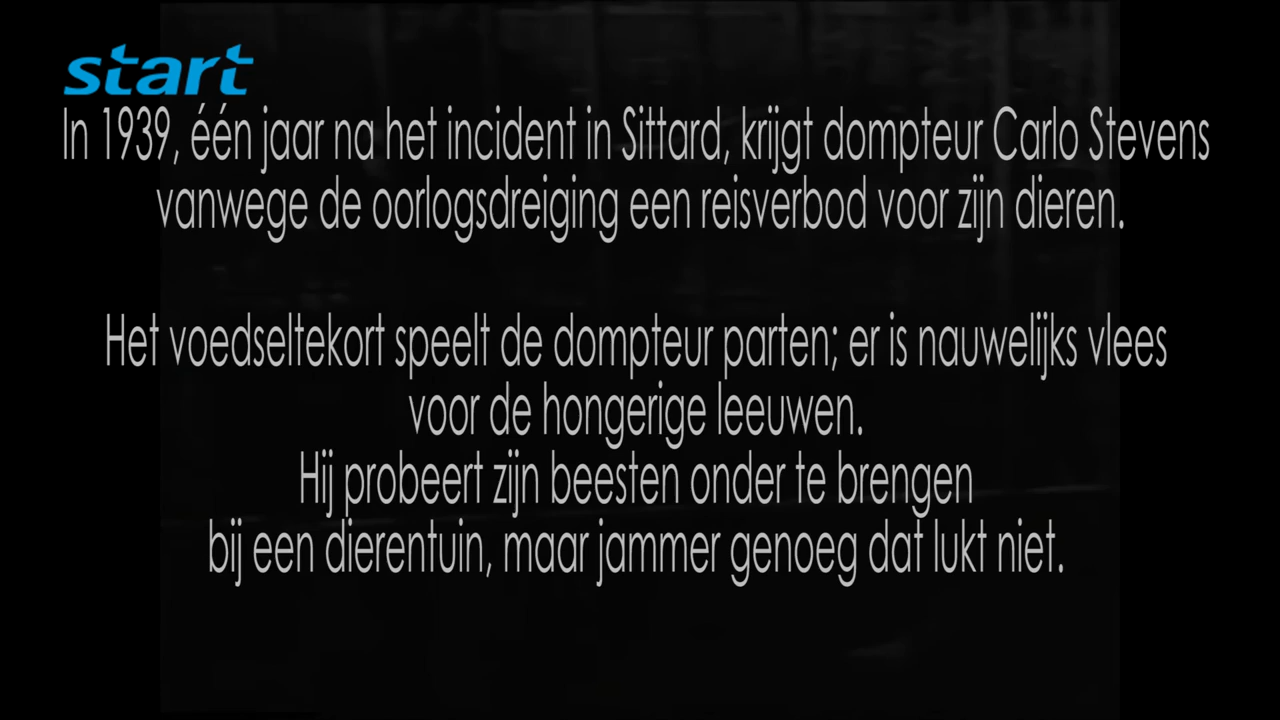 start
In 1939, één jaar na het incident in Sittard, krijgt dompteur Carlo Stevens
vanwege de oorlogsdreiging een reisverbod voor zijn dieren.
Het voedseltekort speelt de dompteur parten; er is nauwelijks vlees
voor de hongerige leeuwen.
Hij probeert zijn beesten onder te brengen
bij een dierentuin, maar jammer genoeg dat lukt niet.